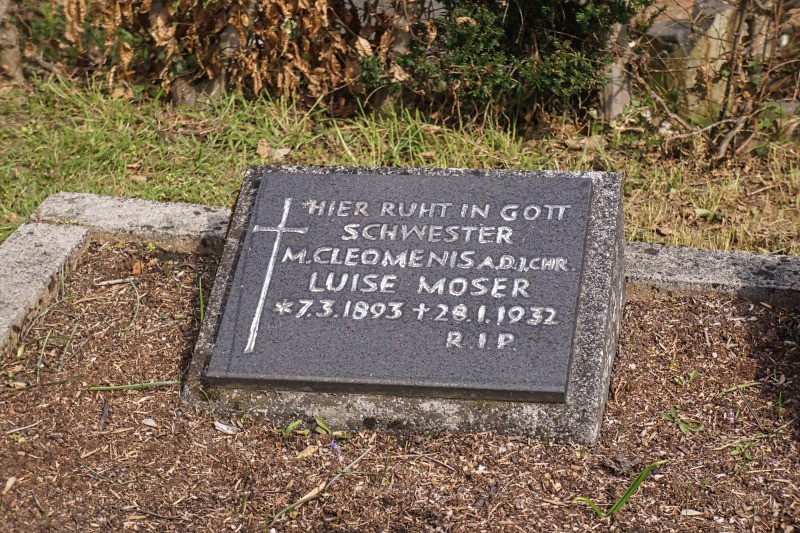 HIER RUHT IN GOTT
SCHWESTER
M. CLEOMENIS A.D.J.CHR.
LUISE MOSER
*7.3.1893 +28.1.1932
R.I.P.